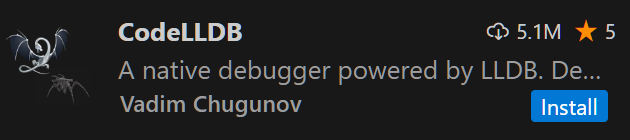 CodeLLDB 5.1M 5
A native debugger powered by LLDB. De...
Vadim Chugunov Install